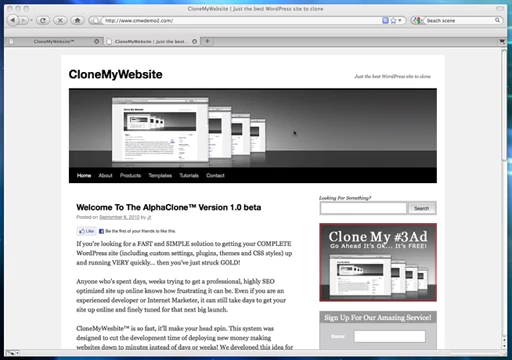 CloneMyWebsite | Just the best WordPress site to clone
http://www.cmwdemo2.com/
beach scene
CloneMyWebsite™
CloneMyWebsite | Just the best...
CloneMyWebsite
Just the best WordPress site to clone
Home About Products Templates Tutorials Contact
Welcome To The AlphaClone™ Version 1.0 beta
Posted on September 8, 2010 by
Like Be the first of your friends to like this.
If you're looking for a FAST and SIMPLE solution to getting your COMPLETE
WordPress site (including custom settings, plugins, themes and CSS styles) up
and running VERY quickly... then you've just struck GOLD!
Anyone who's spent days, weeks trying to get a professional, highly SEO
optimized site up online knows how frustrating it can be. Even if you are an
experienced developer or Internet Marketer, it can still take days to get your
site up online and finely tuned for that next big launch.
CloneMyWebsite™ is so fast, it'll make your head spin. This system was
designed to cut the development time of deploying new money making
websites down to minutes instead of days or weeks! We developed this idea for
Looking For Something?
Search
Clone My #3Ad
Go Ahead It's Ok... It's FREE!
Sign Up For Our Amazing Service!
Name: